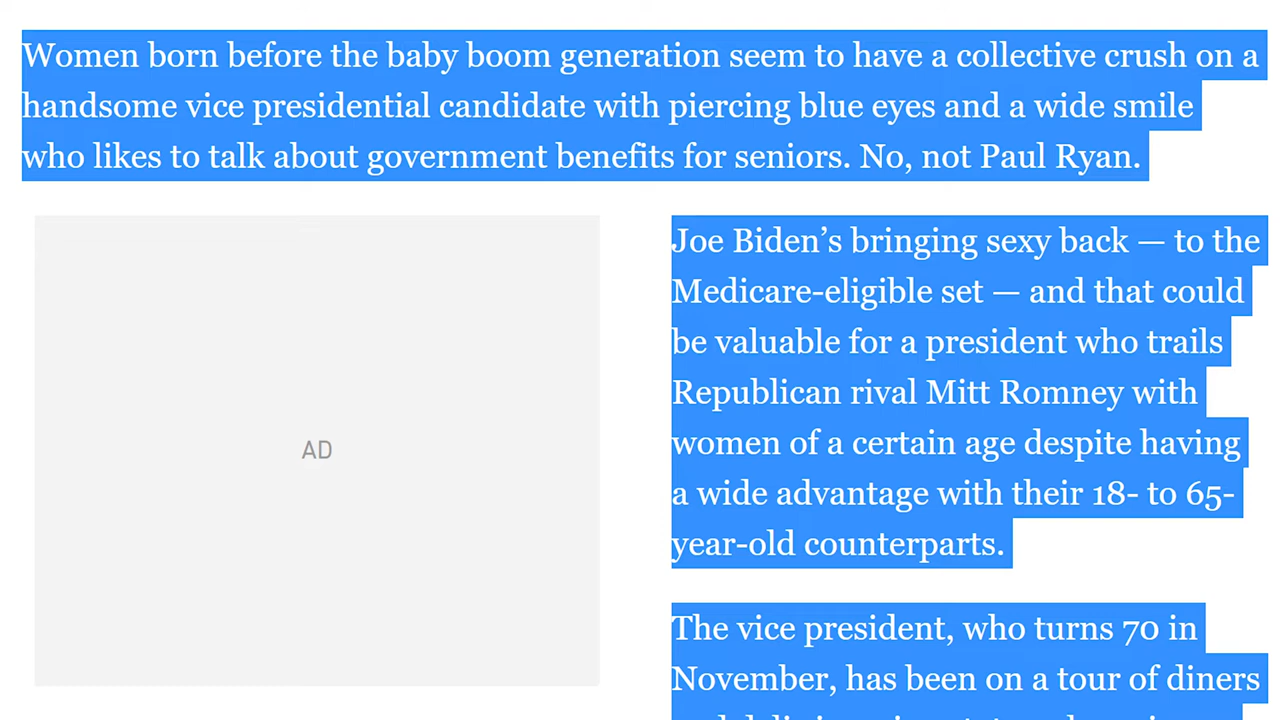 Women born before the baby boom generation seem to have a collective crush on a
handsome vice presidential candidate with piercing blue eyes and a wide smile
who likes to talk about government benefits for seniors. No, not Paul Ryan.
AD
Joe Biden’s bringing sexy back — to the
Medicare-eligible set — and that could
be valuable for a president who trails
Republican rival Mitt Romney with
women of a certain age despite having
a wide advantage with their 18- to 65-
year-old counterparts.
The vice president, who turns 70 in
November, has been on a tour of diners